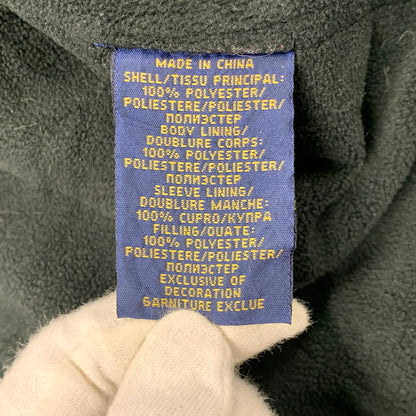 MADE IN CHINA
SHELL/TISSU PRINCIPAL:
100% POLYESTER/
POLIESTERE/POLIESTER/
ПОЛИЭСТЕР
BODY LINING/
DOUBLURE CORPS:
100% POLYESTER/
POLIESTERE/POLIESTER/
ПОЛИЭСТЕР
SLEEVE LINING/
DOUBLURE MANCHE:
100% CUPRO/КУПРА
FILLING/OUATE:
100% POLYESTER/
POLIESTERE/POLIESTER/
ПОЛИЭСТЕР
EXCLUSIVE OF
DECORATION
GARNITURE EXCLUE